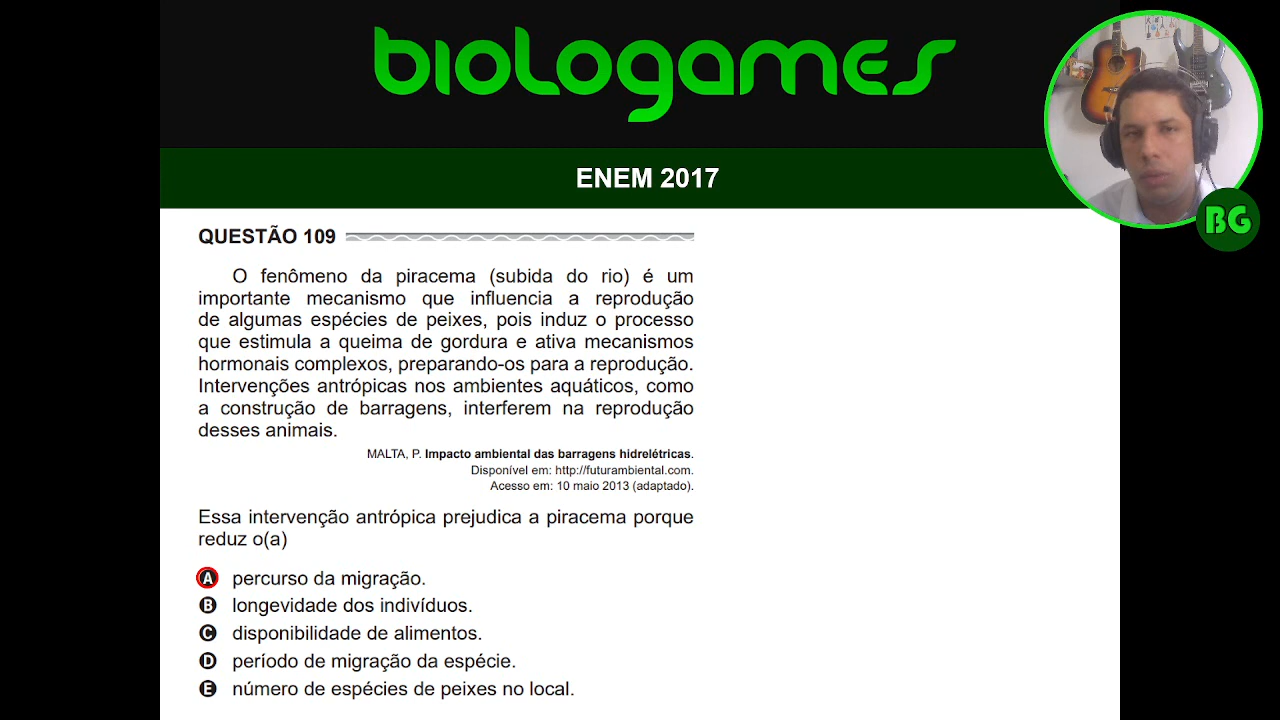 BIOLOGAMES
ENEM 2017
BG
QUESTÃO 109
O fenômeno da piracema (subida do rio) é um
importante mecanismo que influencia a reprodução
de algumas espécies de peixes, pois induz o processo
que estimula a queima de gordura e ativa mecanismos
hormonais complexos, preparando-os para a reprodução.
Intervenções antrópicas nos ambientes aquáticos, como
a construção de barragens, interferem na reprodução
desses animais.
MALTA, P. Impacto ambiental das barragens hidrelétricas.
Disponível em: http://futurambiental.com.
Acesso em: 10 maio 2013 (adaptado).
Essa intervenção antrópica prejudica a piracema porque
reduz o(a)
A percurso da migração.
B longevidade dos indivíduos.
C disponibilidade de alimentos.
D período de migração da espécie.
E número de espécies de peixes no local.